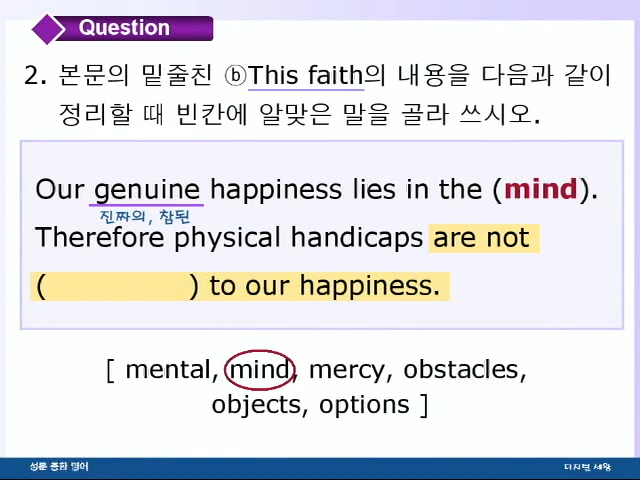 Question
2. 본문의 밑줄친 ⓑThis faith의 내용을 다음과 같이
정리할 때 빈칸에 알맞은 말을 골라 쓰시오.
Our genuine happiness lies in the (mind).
진짜의, 참된
Therefore physical handicaps are not
( ) to our happiness.
[ mental, mind, mercy, obstacles,
objects, options ]
성룬 종합 영어
디지털 세왕